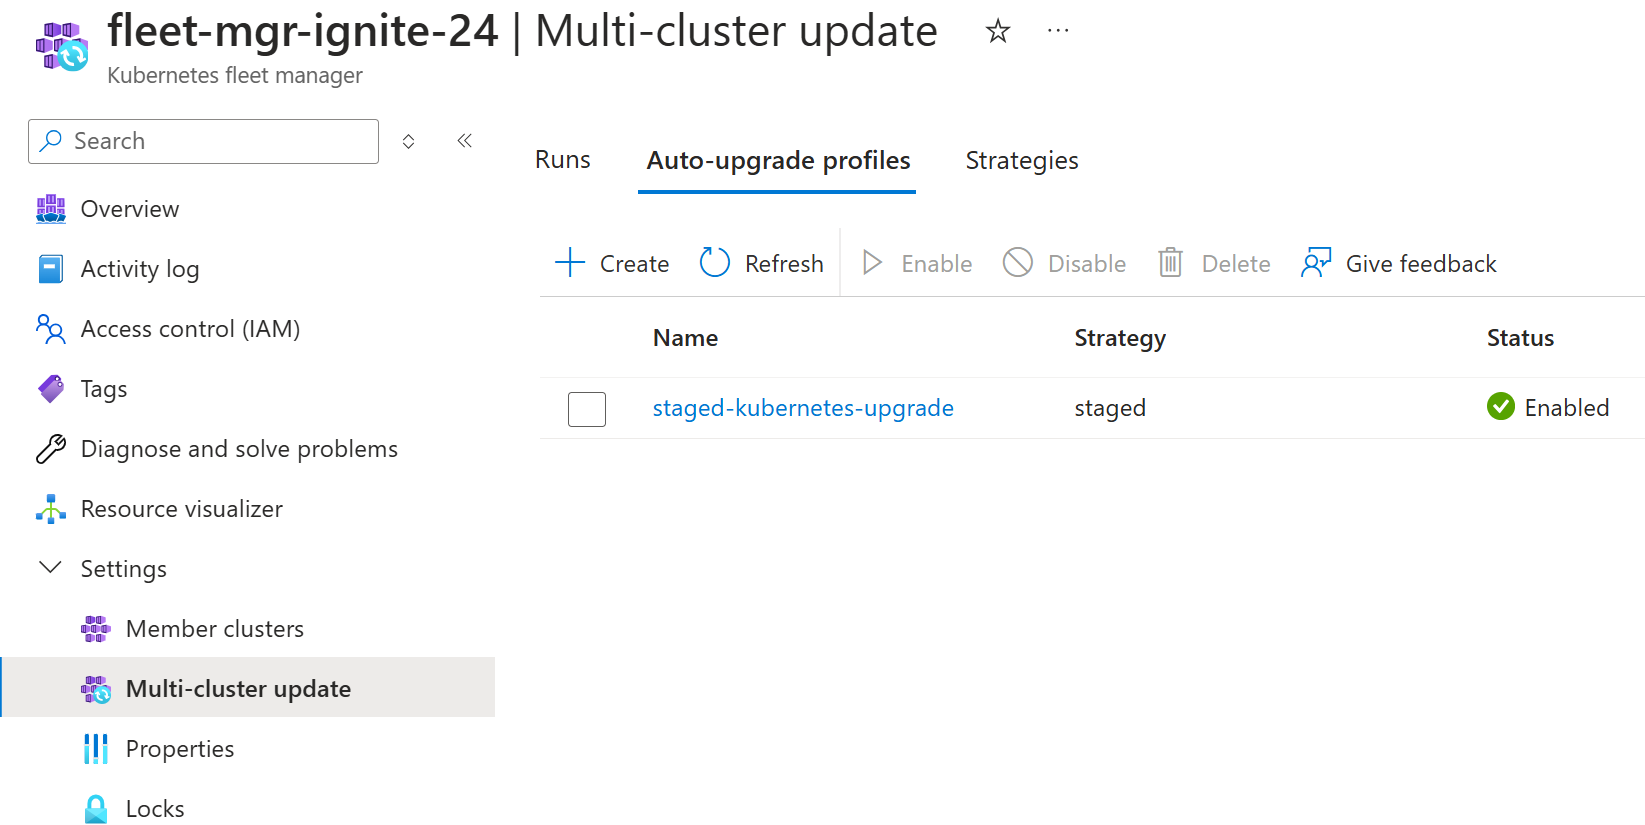 fleet-mgr-ignite-24 | Multi-cluster update
Kubernetes fleet manager
Search
Overview
Activity log
Access control (IAM)
Tags
Diagnose and solve problems
Resource visualizer
Settings
Member clusters
Multi-cluster update
Properties
Locks
Runs Auto-upgrade profiles Strategies
Create Refresh Enable Disable Delete Give feedback
Name Strategy Status
staged-kubernetes-upgrade staged Enabled